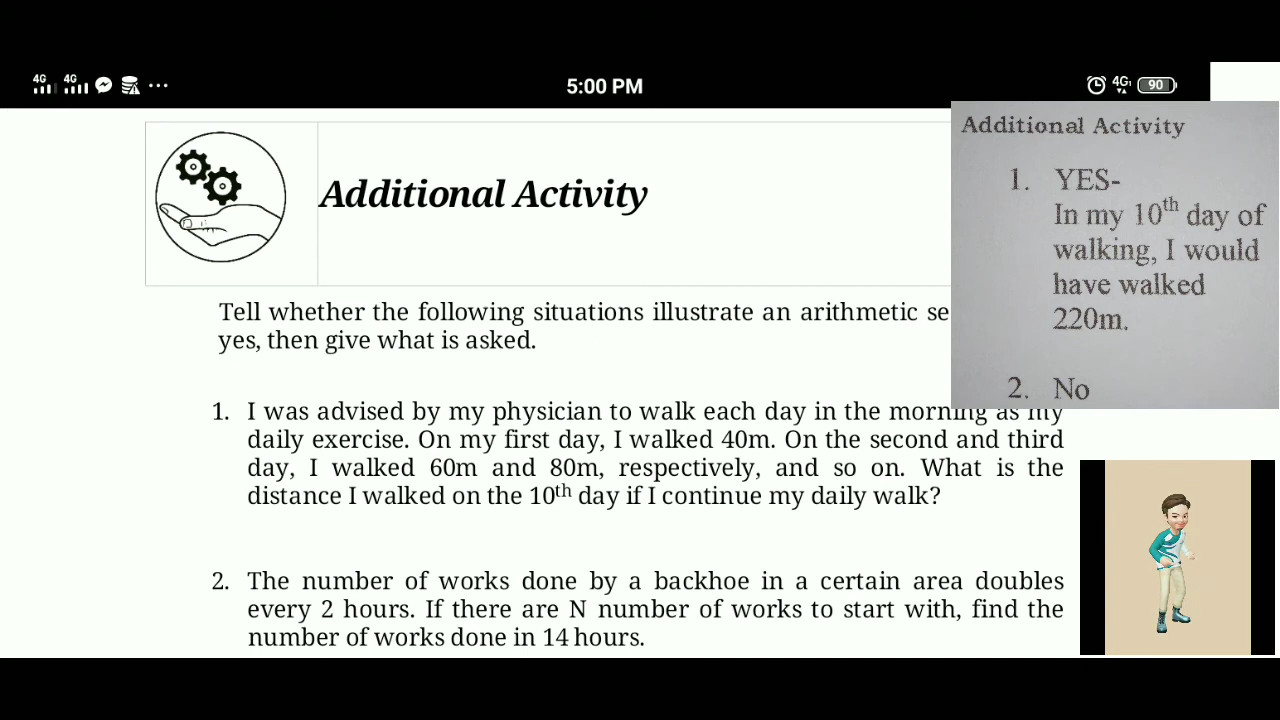 4G 4G 5:00 PM 4G 90
Additional Activity
Tell whether the following situations illustrate an arithmetic se
yes, then give what is asked.
1. I was advised by my physician to walk each day in the morning as my
daily exercise. On my first day, I walked 40m. On the second and third
day, I walked 60m and 80m, respectively, and so on. What is the
distance I walked on the 10th day if I continue my daily walk?
2. The number of works done by a backhoe in a certain area doubles
every 2 hours. If there are N number of works to start with, find the
number of works done in 14 hours.
Additional Activity
1. YES-
In my 10th day of
walking, I would
have walked
220m.
2. No